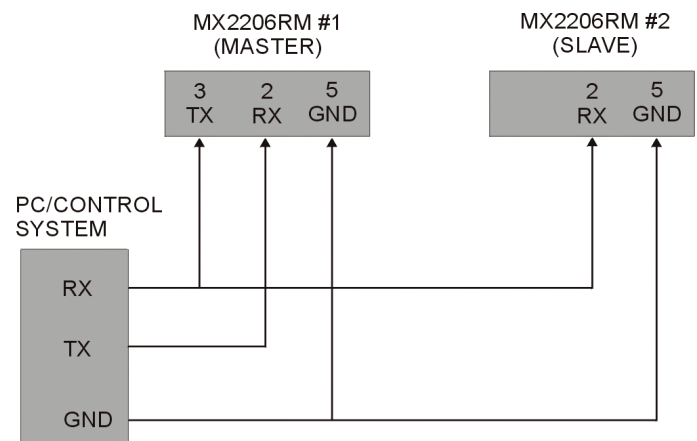 MX2206RM #1
(MASTER)
MX2206RM #2
(SLAVE)
3 2 5
TX RX GND
2 5
RX GND
PC/CONTROL
SYSTEM
RX
TX
GND